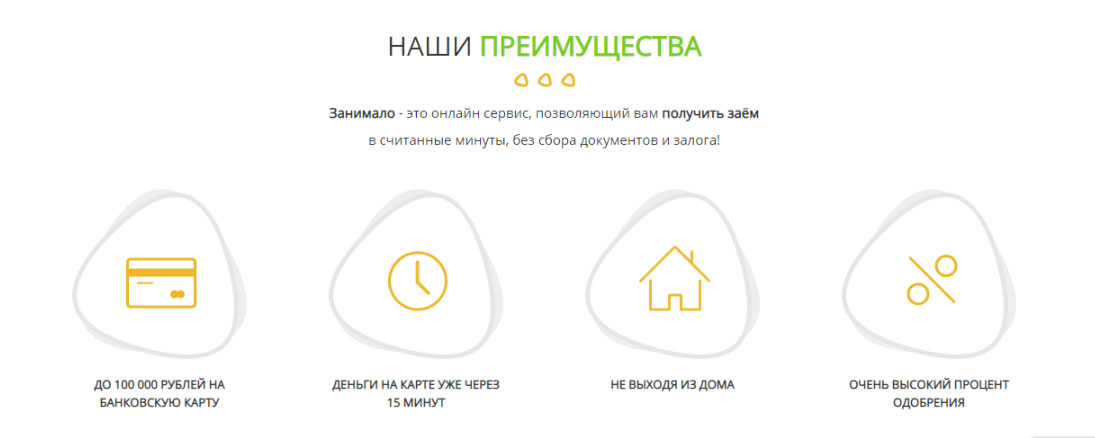 НАШИ ПРЕИМУЩЕСТВА
Занимало - это онлайн сервис, позволяющий вам получить заём
в считанные минуты, без сбора документов и залога!
ДО 100 000 РУБЛЕЙ НА
БАНКОВСКУЮ КАРТУ
ДЕНЬГИ НА КАРТЕ УЖЕ ЧЕРЕЗ
15 МИНУТ
НЕ ВЫХОДЯ ИЗ ДОМА
ОЧЕНЬ ВЫСОКИЙ ПРОЦЕНТ
ОДОБРЕНИЯ